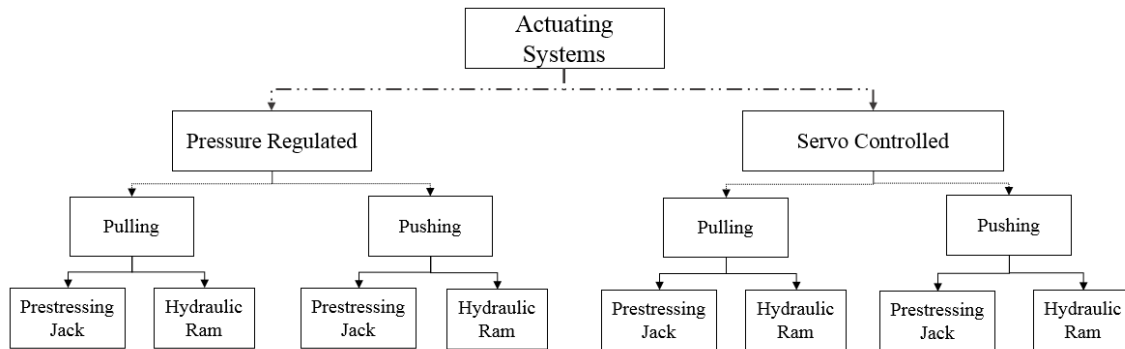 Actuating
Systems
Pressure Regulated
Servo Controlled
Pulling
Pushing
Pulling
Pushing
Prestressing
Jack
Hydraulic
Ram
Prestressing
Jack
Hydraulic
Ram
Prestressing
Jack
Hydraulic
Ram
Prestressing
Jack
Hydraulic
Ram